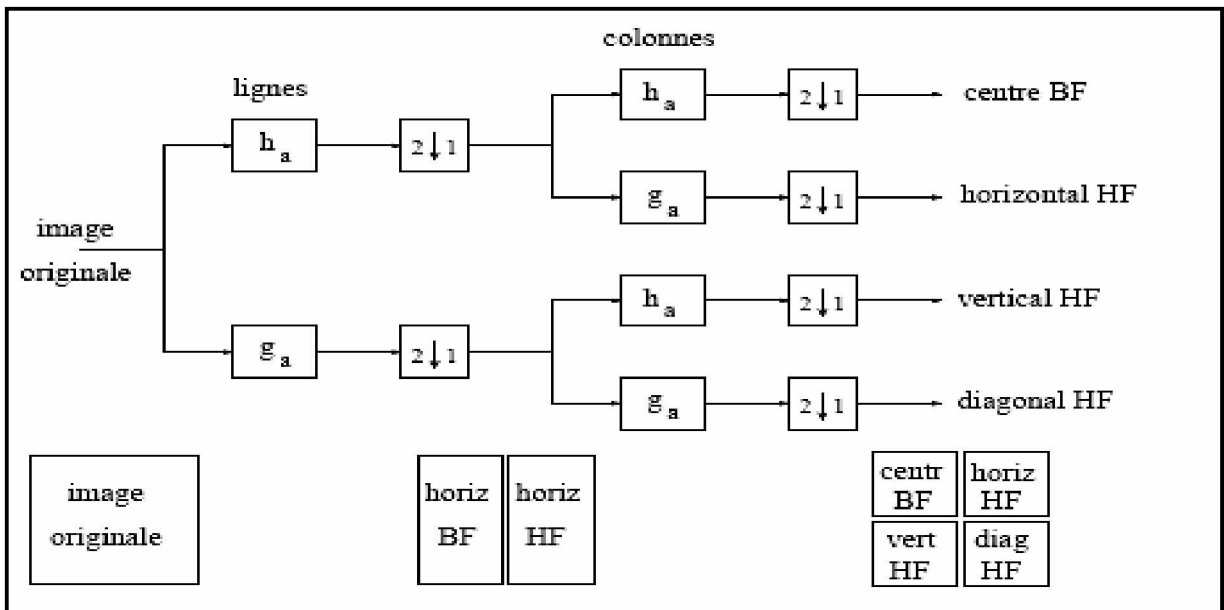 colonnes
lignes
h a
2↓1
h a
2↓1
centre BF
g a
2↓1
horizontal HF
image
originale
g a
2↓1
h a
2↓1
vertical HF
g a
2↓1
diagonal HF
image
originale
horiz
BF
horiz
HF
centr
BF
horiz
HF
vert
HF
diag
HF